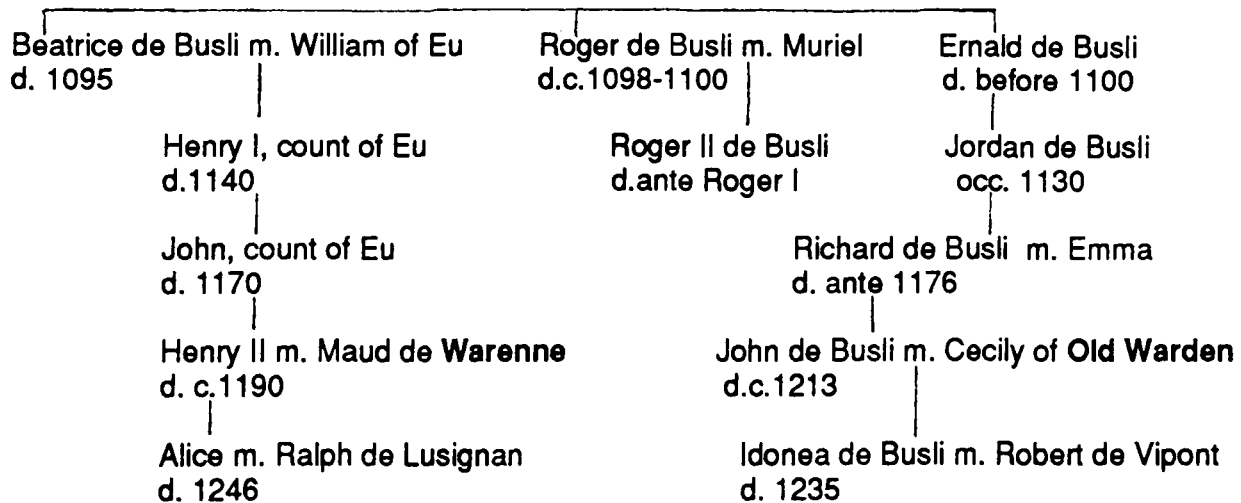 Beatrice de Busli m. William of Eu Roger de Busli m. Muriel Ernald de Busli
d. 1095 d.c.1098-1100 d. before 1100
Henry I, count of Eu Roger II de Busli Jordan de Busli
d.1140 d.ante Roger I occ. 1130
John, count of Eu Richard de Busli m. Emma
d. 1170 d. ante 1176
Henry II m. Maud de Warenne John de Busli m. Cecily of Old Warden
d. c.1190 d.c.1213
Alice m. Ralph de Lusignan Idonea de Busli m. Robert de Vipont
d. 1246 d. 1235